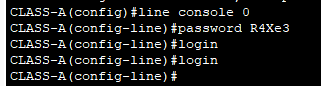 CLASS-A(config)#line console 0
CLASS-A(config-line)#password R4Xe3
CLASS-A(config-line)#login
CLASS-A(config-line)#login
CLASS-A(config-line)#